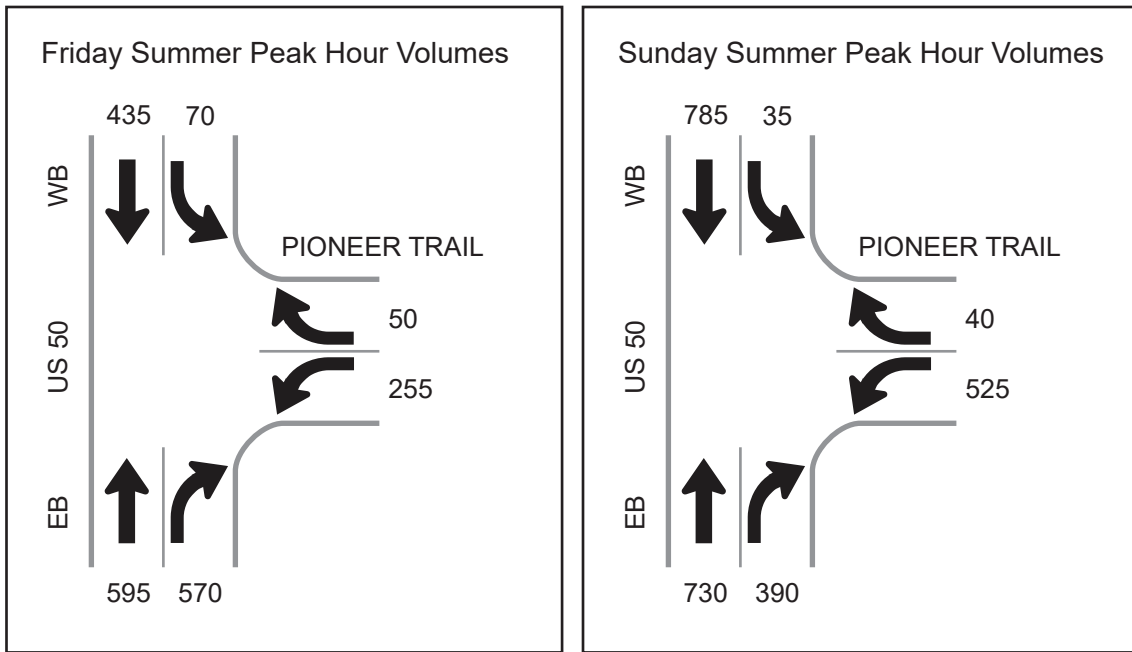 Friday Summer Peak Hour Volumes
435 70
WB
PIONEER TRAIL
50
US 50
255
EB
595 570
Sunday Summer Peak Hour Volumes
785 35
WB
PIONEER TRAIL
40
US 50
525
EB
730 390